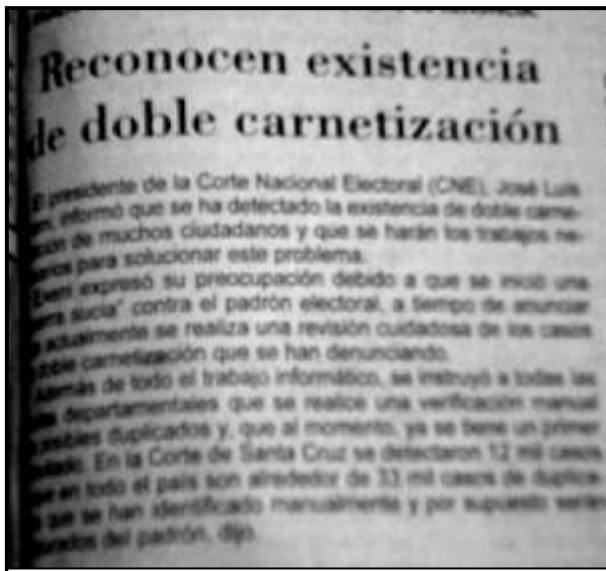 Reconocen existencia
de doble carnetización
El presidente de la Corte Nacional Electoral (CNE), José Luis
informó que se ha detectado la existencia de doble carne-
de muchos ciudadanos y que se harán los trabajos ne-
para solucionar este problema.
Exeni expresó su preocupación debido a que se inició una
sucia" contra el padrón electoral, a tiempo de anunciar
actualmente se realiza una revisión cuidadosa de los casos
doble carnetización que se han denunciando.
Además de todo el trabajo informático, se instruyó a todas las
departamentales que se realice una verificación manual
posibles duplicados y, que al momento, ya se tiene un primer
En la Corte de Santa Cruz se detectaron 12 mil casos
en todo el país son alrededor de 33 mil casos de duplica-
que se han identificado manualmente y por supuesto serán
del padrón, dijo.